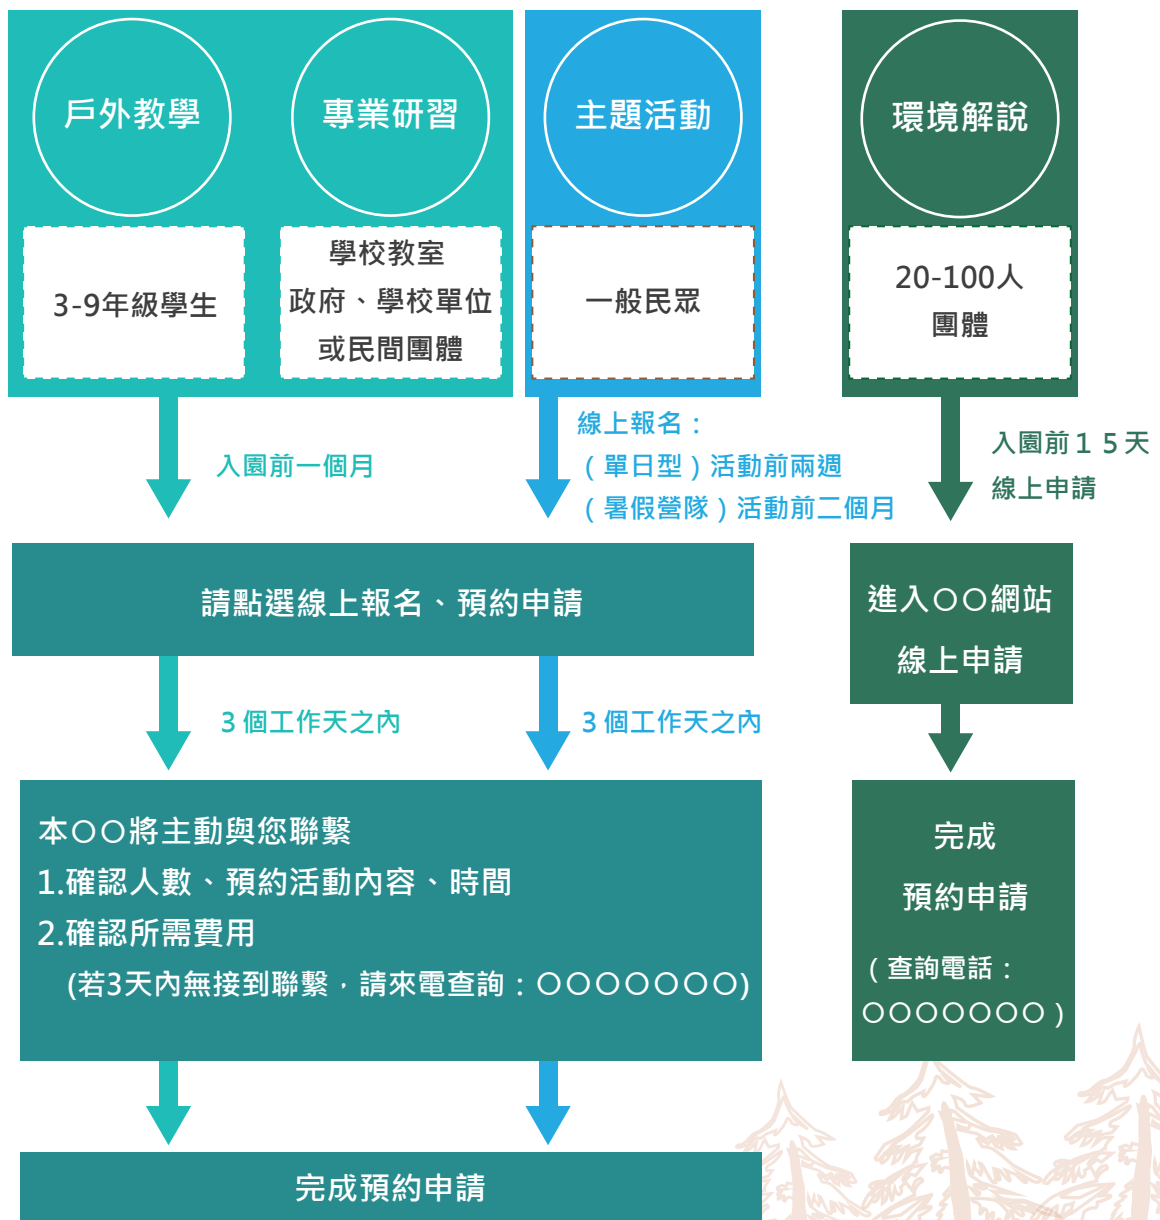 戶外教學
專業研習
主題活動
環境解說
3-9年級學生
學校教室
政府、學校單位
或民間團體
一般民眾
20-100人
團體
入園前一個月
線上報名：
（單日型）活動前兩週
（暑假營隊）活動前二個月
入園前１５天
線上申請
請點選線上報名、預約申請
進入○○網站
線上申請
3個工作天之內
3個工作天之內
本○○將主動與您聯繫
1.確認人數、預約活動內容、時間
2.確認所需費用
(若3天內無接到聯繫，請來電查詢：○○○○○○○)
完成
預約申請
（查詢電話：
○○○○○○○）
完成預約申請